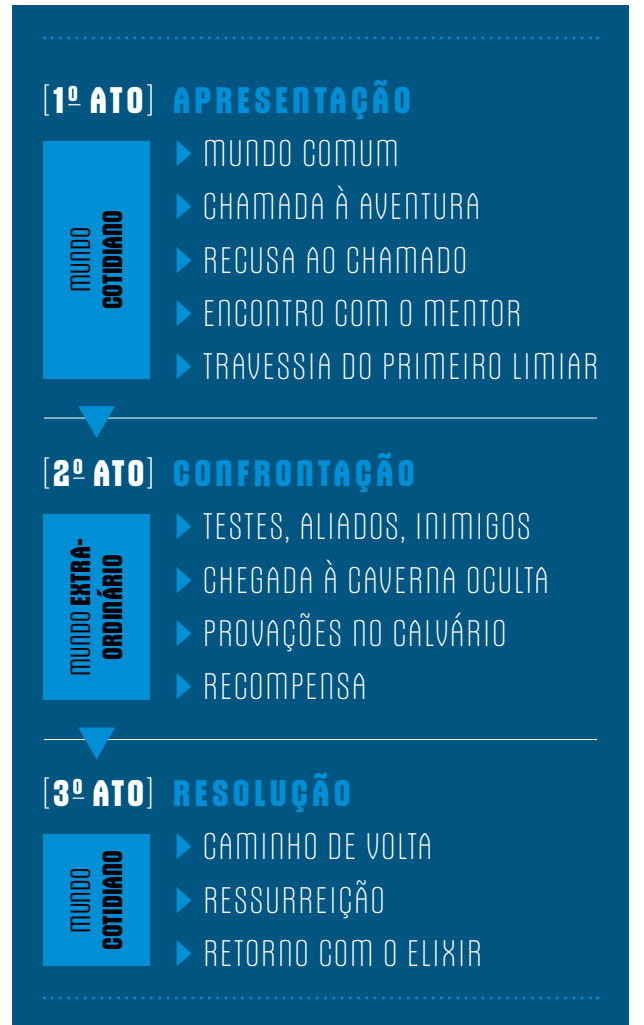 [1º ATO] APRESENTAÇÃO
MUNDO
COTIDIANO
MUNDO COMUM
CHAMADA À AVENTURA
RECUSA AO CHAMADO
ENCONTRO COM O MENTOR
TRAVESSIA DO PRIMEIRO LIMIAR
[2º ATO] CONFRONTAÇÃO
MUNDO EXTRA-
ORDINÁRIO
TESTES, ALIADOS, INIMIGOS
CHEGADA À CAVERNA OCULTA
PROVAÇÕES NO CALVÁRIO
RECOMPENSA
[3º ATO] RESOLUÇÃO
MUNDO
COTIDIANO
CAMINHO DE VOLTA
RESSURREIÇÃO
RETORNO COM O ELIXIR